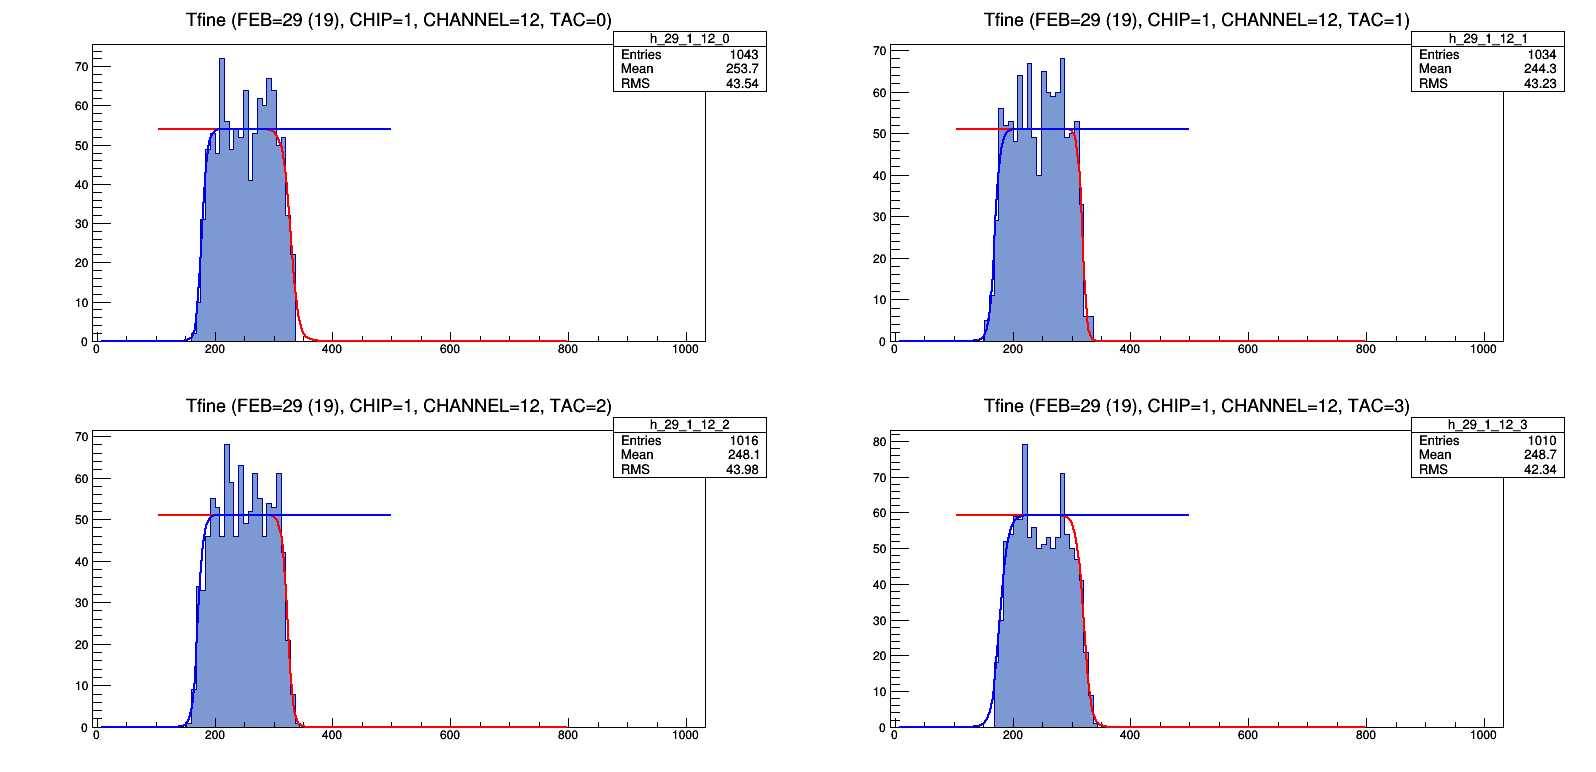 Tfine (FEB=29 (19), CHIP=1, CHANNEL=12, TAC=0)
h_29_1_12_0
Entries 1043
Mean 253.7
RMS 43.54
70
60
50
40
30
20
10
0
0 200 400 600 800 1000
Tfine (FEB=29 (19), CHIP=1, CHANNEL=12, TAC=1)
h_29_1_12_1
Entries 1034
Mean 244.3
RMS 43.23
70
60
50
40
30
20
10
0
0 200 400 600 800 1000
Tfine (FEB=29 (19), CHIP=1, CHANNEL=12, TAC=2)
h_29_1_12_2
Entries 1016
Mean 248.1
RMS 43.98
70
60
50
40
30
20
10
0
0 200 400 600 800 1000
Tfine (FEB=29 (19), CHIP=1, CHANNEL=12, TAC=3)
h_29_1_12_3
Entries 1010
Mean 248.7
RMS 42.34
80
70
60
50
40
30
20
10
0
0 200 400 600 800 1000